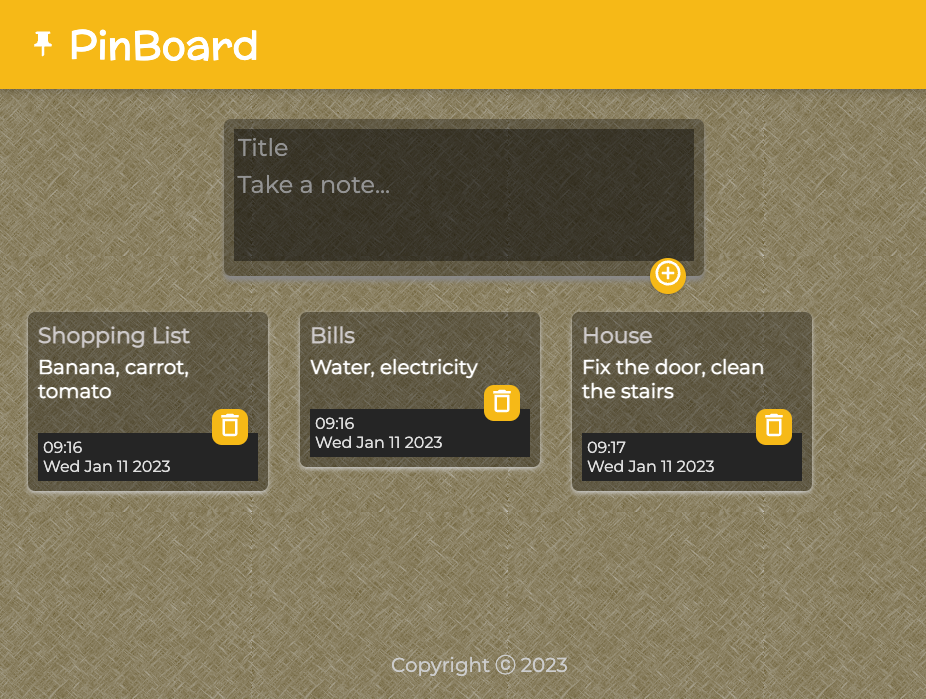 PinBoard
Title
Take a note...
Shopping List
Banana, carrot,
tomato
09:16
Wed Jan 11 2023
Bills
Water, electricity
09:16
Wed Jan 11 2023
House
Fix the door, clean
the stairs
09:17
Wed Jan 11 2023
Copyright ⓒ 2023